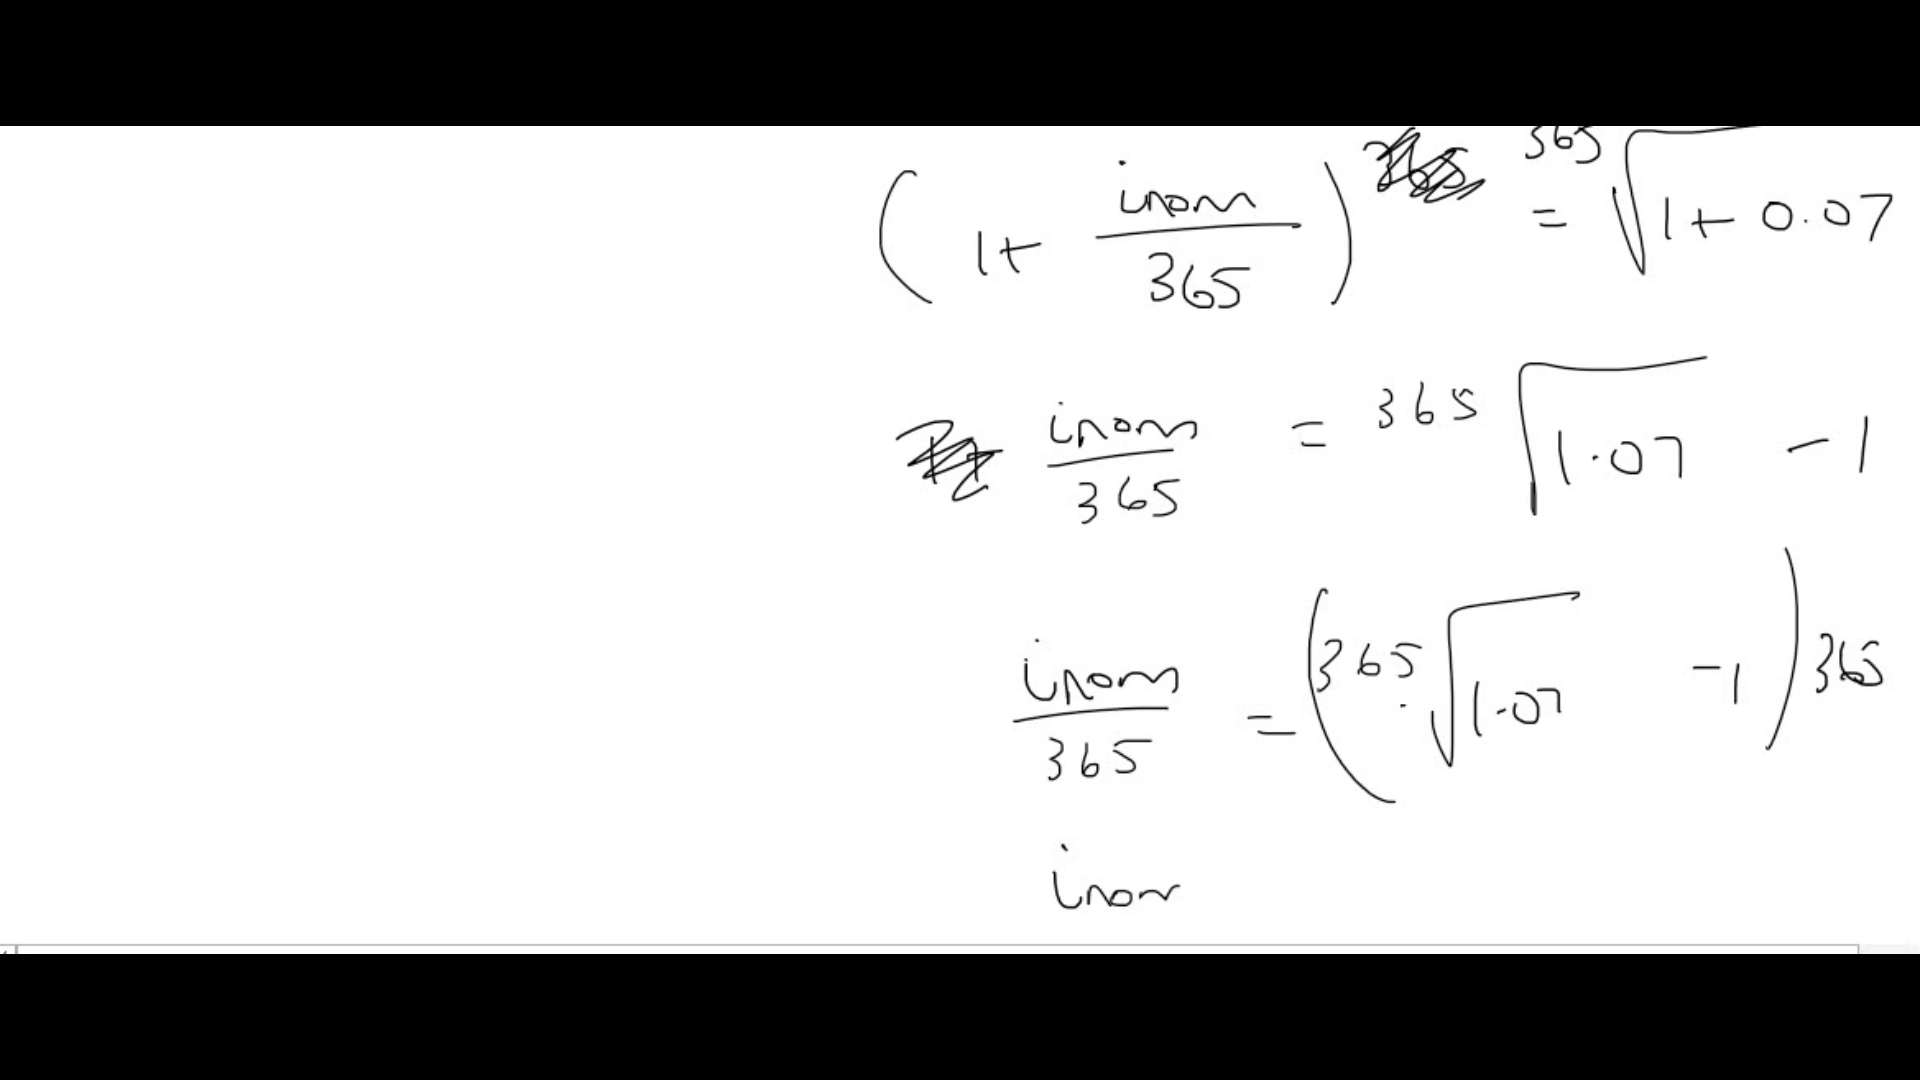 (1+ inom/365) = 365√1+0.07
inom/365 = 365√1.07 -1
inom/365 = (365√1.07 -1) 365
inom